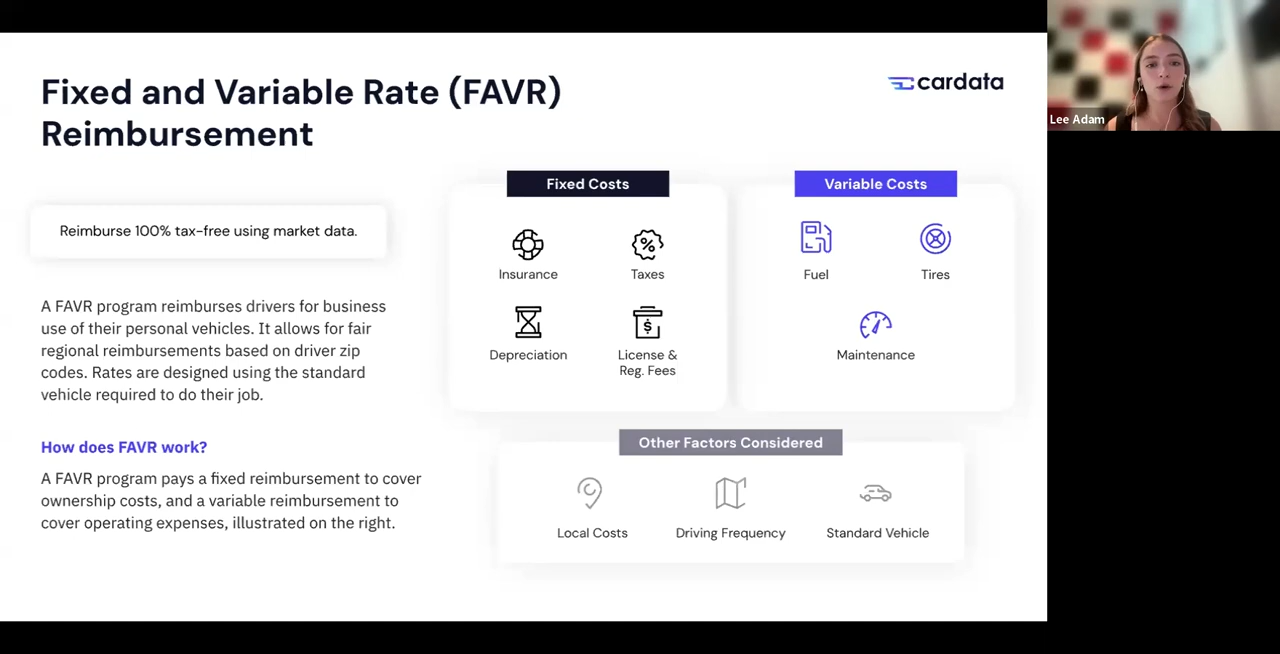 Fixed and Variable Rate (FAVR)
Reimbursement
cardata
Lee Adam
Reimburse 100% tax-free using market data.
A FAVR program reimburses drivers for business
use of their personal vehicles. It allows for fair
regional reimbursements based on driver zip
codes. Rates are designed using the standard
vehicle required to do their job.
How does FAVR work?
A FAVR program pays a fixed reimbursement to cover
ownership costs, and a variable reimbursement to
cover operating expenses, illustrated on the right.
Fixed Costs
Insurance
Taxes
Depreciation
License &
Reg. Fees
Variable Costs
Fuel
Tires
Maintenance
Other Factors Considered
Local Costs
Driving Frequency
Standard Vehicle